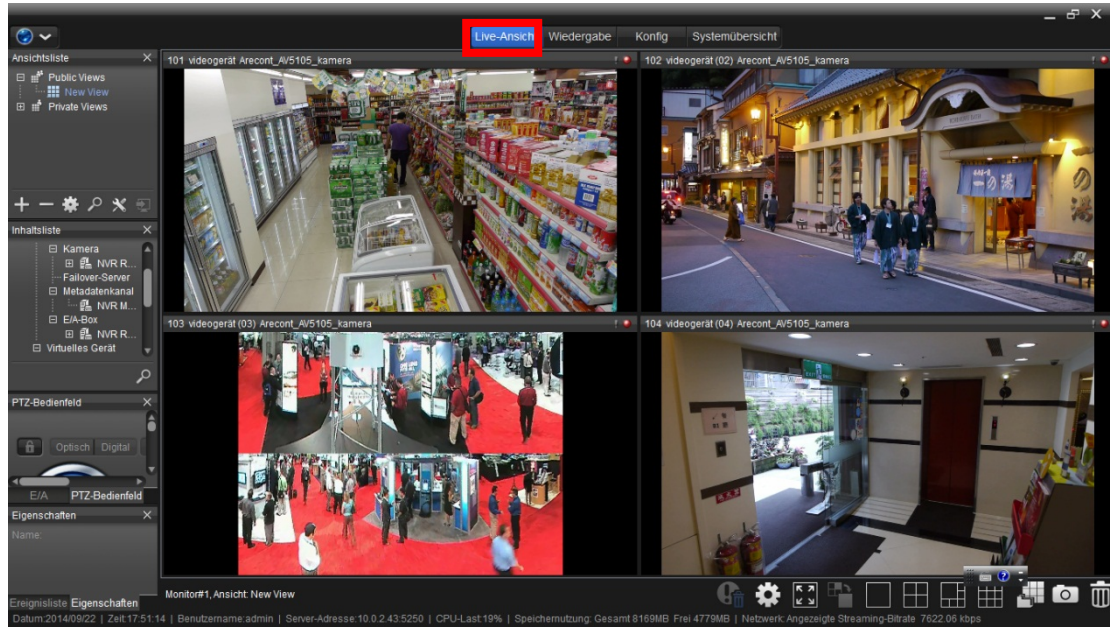 Live-Ansich Wiedergabe Konfig Systemübersicht
Ansichtsliste
Public Views
New View
Private Views
Inhaltsliste
Kamera
NVR R...
Failover-Server
Metadatenkanal
NVR M...
E/A-Box
NVR R...
Virtuelles Gerät
PTZ-Bedienfeld
Optisch Digital
E/A PTZ-Bedienfeld
Eigenschaften
Name:
Ereignisliste Eigenschaften
101 videogerät Arecont_AV5105_kamera
102 videogerät (02) Arecont_AV5105_kamera
一の湯
103 videogerät (03) Arecont_AV5105_kamera
104 videogerät (04) Arecont_AV5105_kamera
Monitor#1, Ansicht: New View
Datum:2014/09/22 | Zeit:17:51:14 | Benutzername:admin | Server-Adresse:10.0.2.43:5250 | CPU-Last:19% | Speichernutzung: Gesamt 8169MB Frei 4779MB | Netzwerk: Angezeigte Streaming-Bitrate 7622.06 kbps